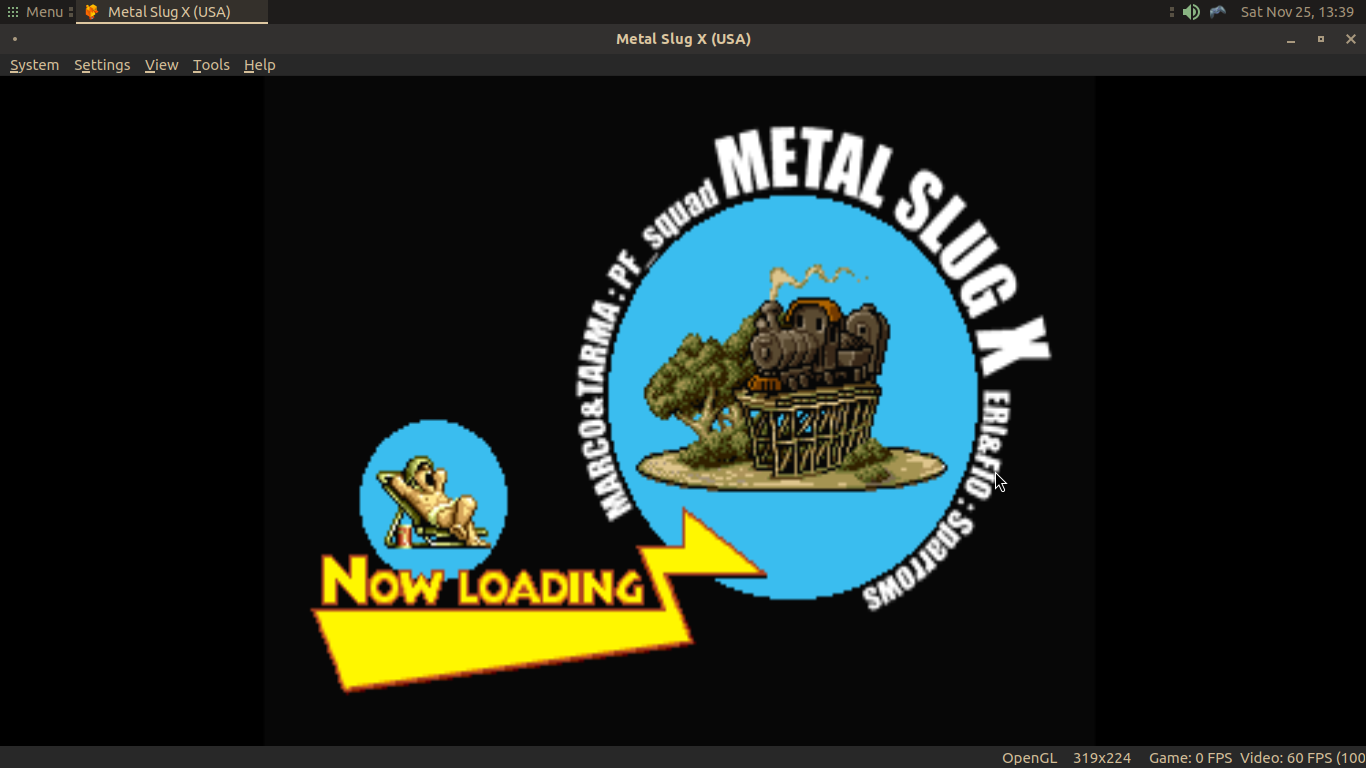 Menu
Metal Slug X (USA)
Sat Nov 25, 13:39
Metal Slug X (USA)
System Settings View Tools Help
METAL SLUG X
MARCO&TARMA : PF_squad
ERI&FIO : Sparrows
NOW LOADING
OpenGL 319x224 Game: 0 FPS Video: 60 FPS (100